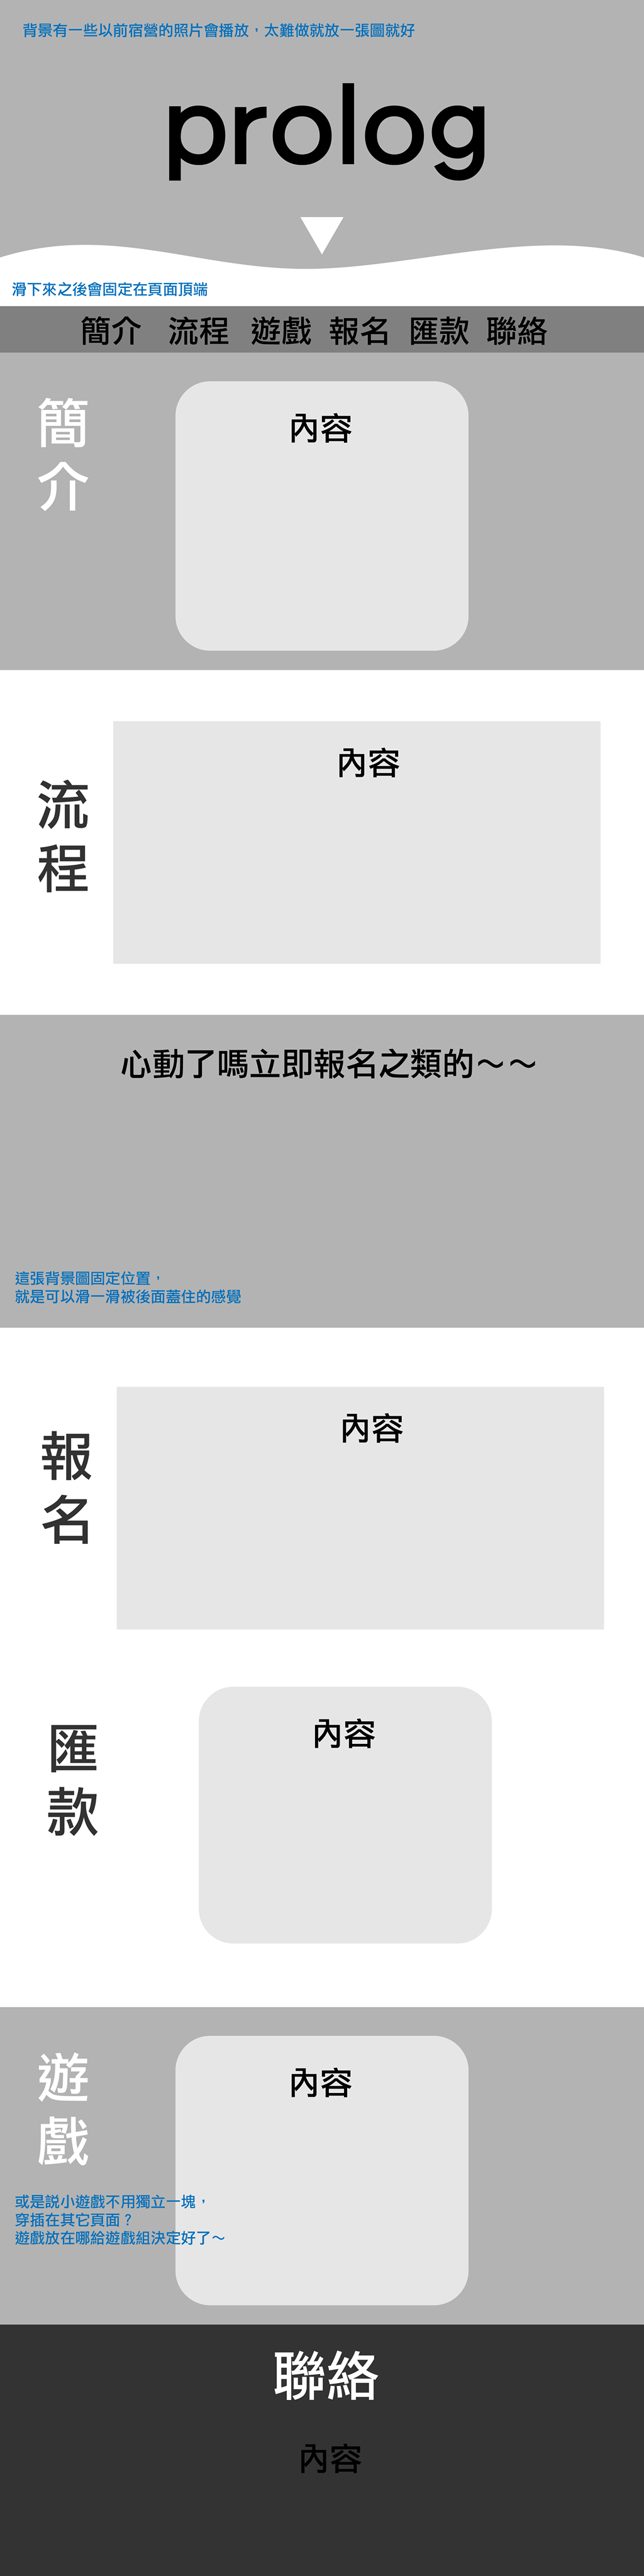 背景有一些以前宿營的照片會播放，太難做就放一張圖就好
prolog
滑下來之後會固定在頁面頂端
簡介 流程 遊戲 報名 匯款 聯絡
簡介
內容
流程
內容
心動了嗎立即報名之類的～～
這張背景圖固定位置，
就是可以滑一滑被後面蓋住的感覺
報名
內容
匯款
內容
遊戲
內容
或是説小遊戲不用獨立一塊，
穿插在其它頁面？
遊戲放在哪給遊戲組決定好了～
聯絡
內容